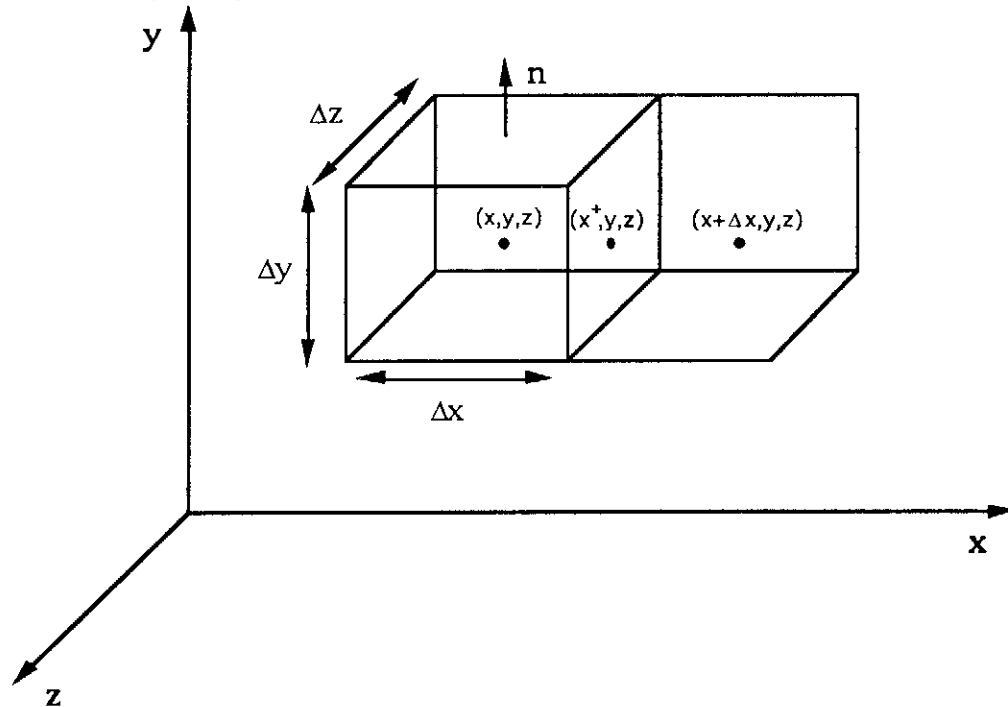 y
n
Δz
(x,y,z) (x⁺,y,z) (x+Δx,y,z)
Δy
Δx
x
z